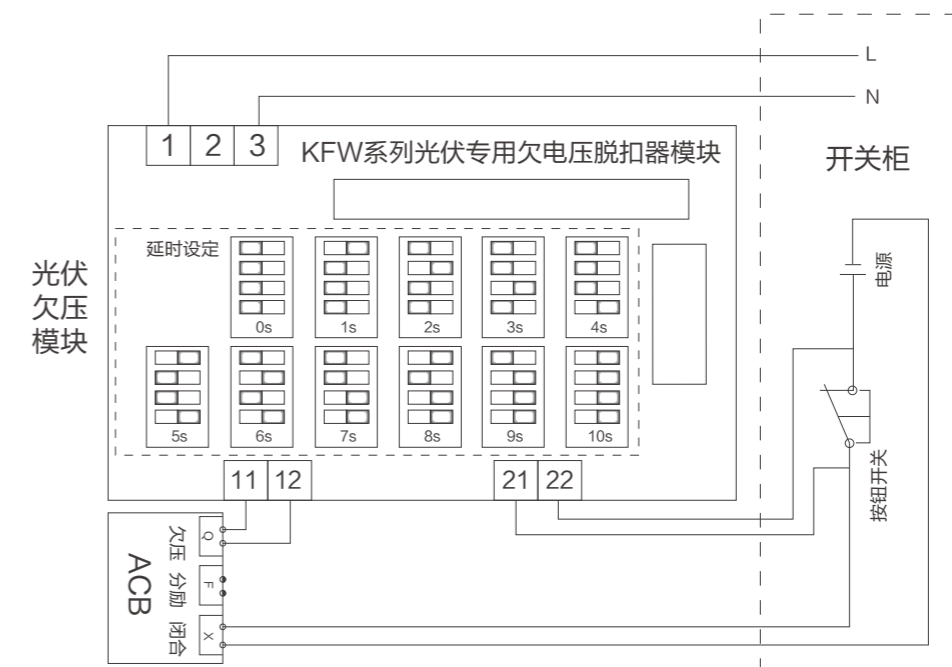 L
N
1 2 3
KFW系列光伏专用欠电压脱扣器模块
开关柜
延时设定
0s 1s 2s 3s 4s
光伏
欠压
模块
电源
5s 6s 7s 8s 9s 10s
11 12 21 22
按钮开关
ACB
欠压 Q
分励 F
闭合 X